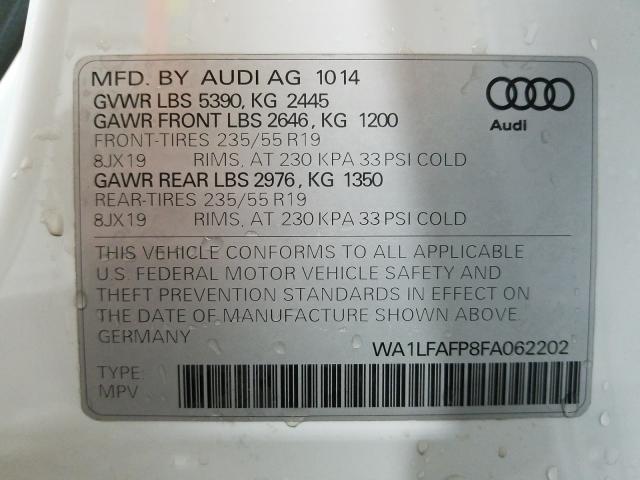 MFD. BY AUDI AG 1014
GVWR LBS 5390, KG 2445
GAWR FRONT LBS 2646, KG 1200
FRONT-TIRES 235/55 R19
8JX19 RIMS, AT 230 KPA 33 PSI COLD
GAWR REAR LBS 2976, KG 1350
REAR-TIRES 235/55 R19
8JX19 RIMS, AT 230 KPA 33 PSI COLD
Audi
THIS VEHICLE CONFORMS TO ALL APPLICABLE
U.S. FEDERAL MOTOR VEHICLE SAFETY AND
THEFT PREVENTION STANDARDS IN EFFECT ON
THE DATE OF MANUFACTURE SHOWN ABOVE.
GERMANY
WA1LFAFP8FA062202
TYPE:
MPV